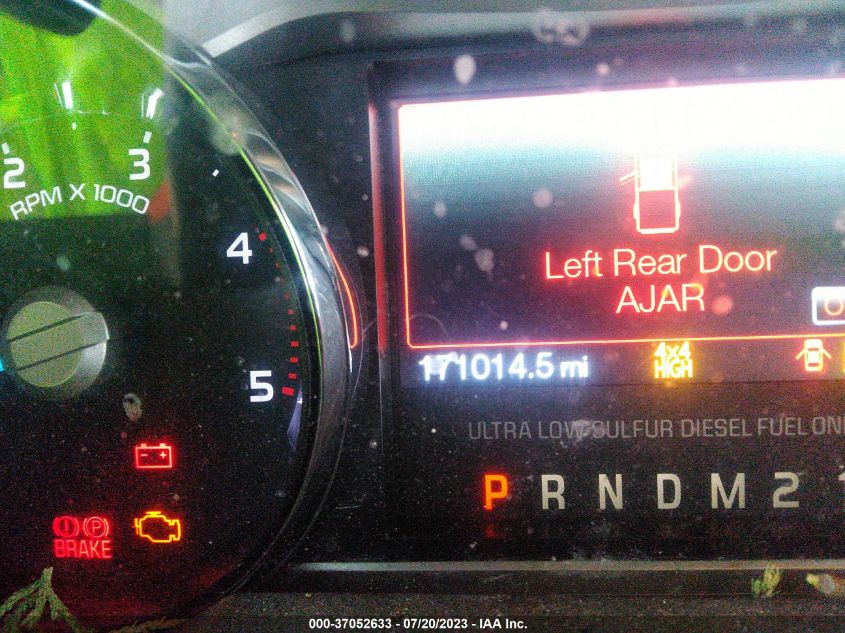 2 3
RPM X 1000
4
5
BRAKE
P
Left Rear Door
AJAR
171014.5 mi
4x4
HIGH
ULTRA LOW SULFUR DIESEL FUEL
P R N D M 2
000-37052633 / 07/20/2023 - IAA Inc.